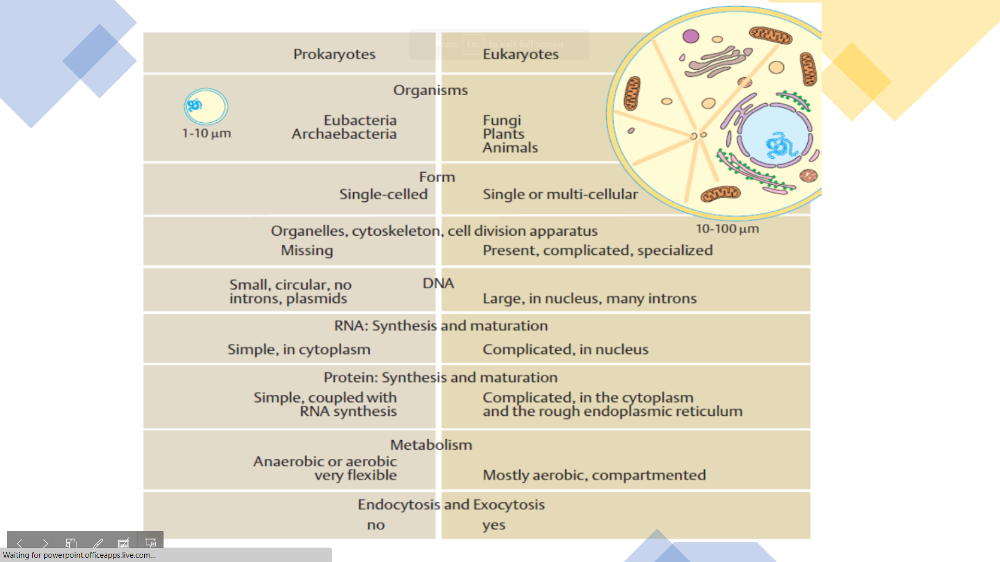 Press Esc to exit full screen
Prokaryotes Eukaryotes
Organisms
Eubacteria Fungi
1-10 µm Archaebacteria Plants
Animals
Form
Single-celled Single or multi-cellular
Organelles, cytoskeleton, cell division apparatus 10-100 µm
Missing Present, complicated, specialized
DNA
Small, circular, no
introns, plasmids Large, in nucleus, many introns
RNA: Synthesis and maturation
Simple, in cytoplasm Complicated, in nucleus
Protein: Synthesis and maturation
Simple, coupled with Complicated, in the cytoplasm
RNA synthesis and the rough endoplasmic reticulum
Metabolism
Anaerobic or aerobic
very flexible Mostly aerobic, compartmented
Endocytosis and Exocytosis
no yes
Waiting for powerpoint.officeapps.live.com...